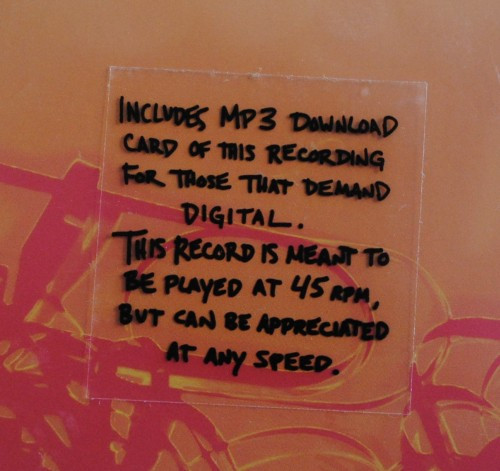 INCLUDES MP3 DOWNLOAD
CARD OF THIS RECORDING
FOR THOSE THAT DEMAND
DIGITAL.
THIS RECORD IS MEANT TO
BE PLAYED AT 45 RPM,
BUT CAN BE APPRECIATED
AT ANY SPEED.